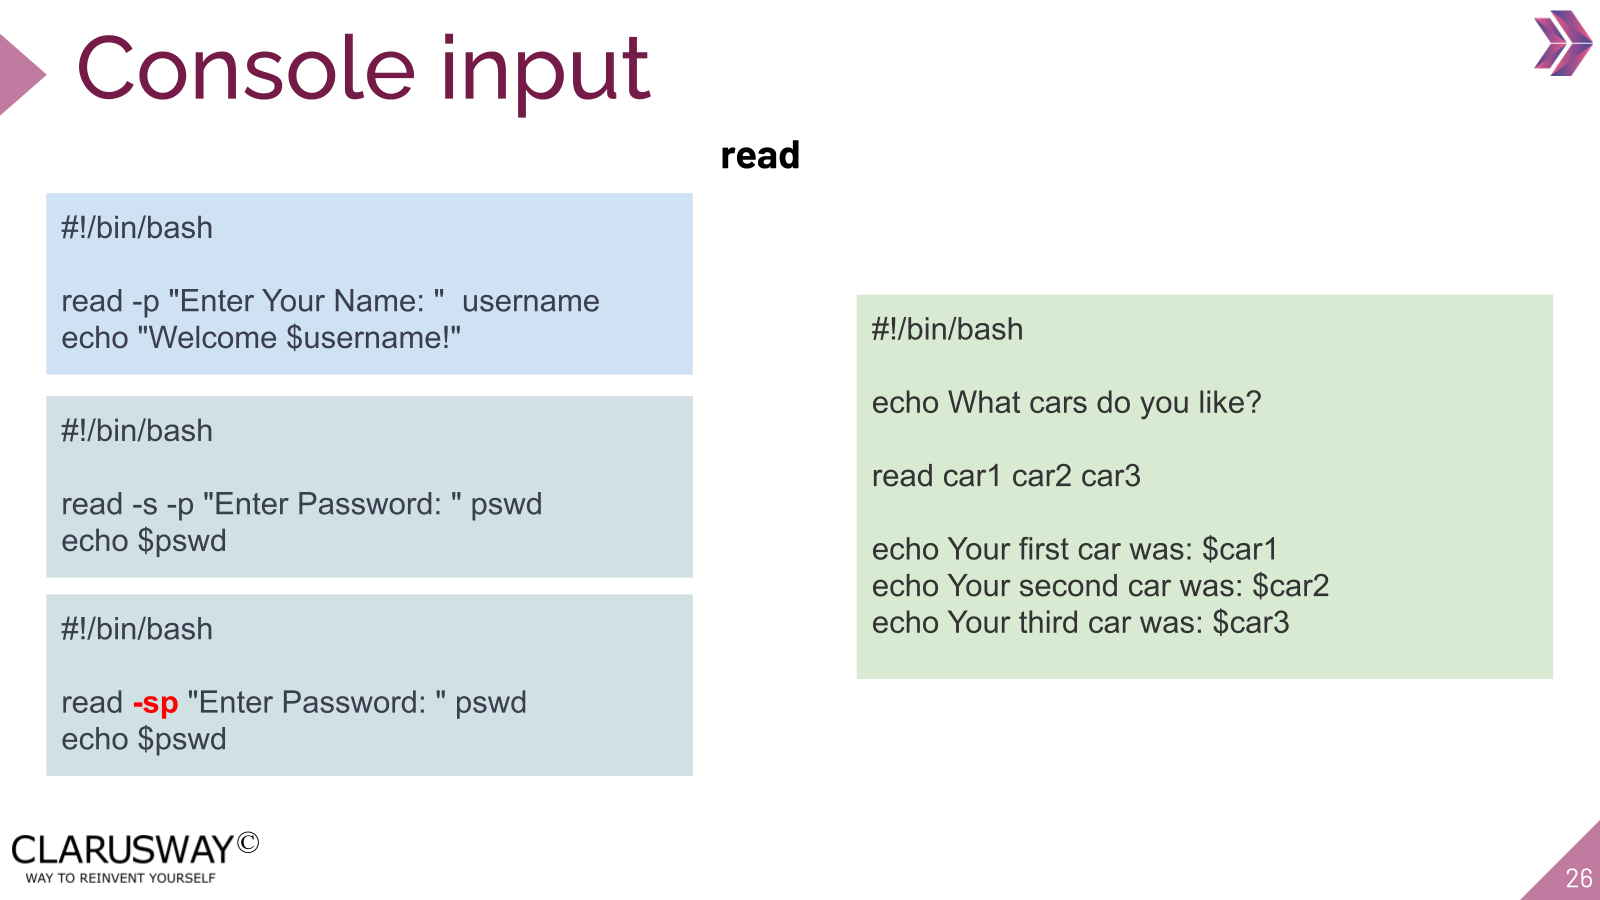 Console input
read
#!/bin/bash
read -p "Enter Your Name: "  username
echo "Welcome $username!"
#!/bin/bash
read -s -p "Enter Password: " pswd
echo $pswd
#!/bin/bash
read -sp "Enter Password: " pswd
echo $pswd
#!/bin/bash
echo What cars do you like?
read car1 car2 car3
echo Your first car was: $car1
echo Your second car was: $car2
echo Your third car was: $car3
CLARUSWAY©
WAY TO REINVENT YOURSELF
26